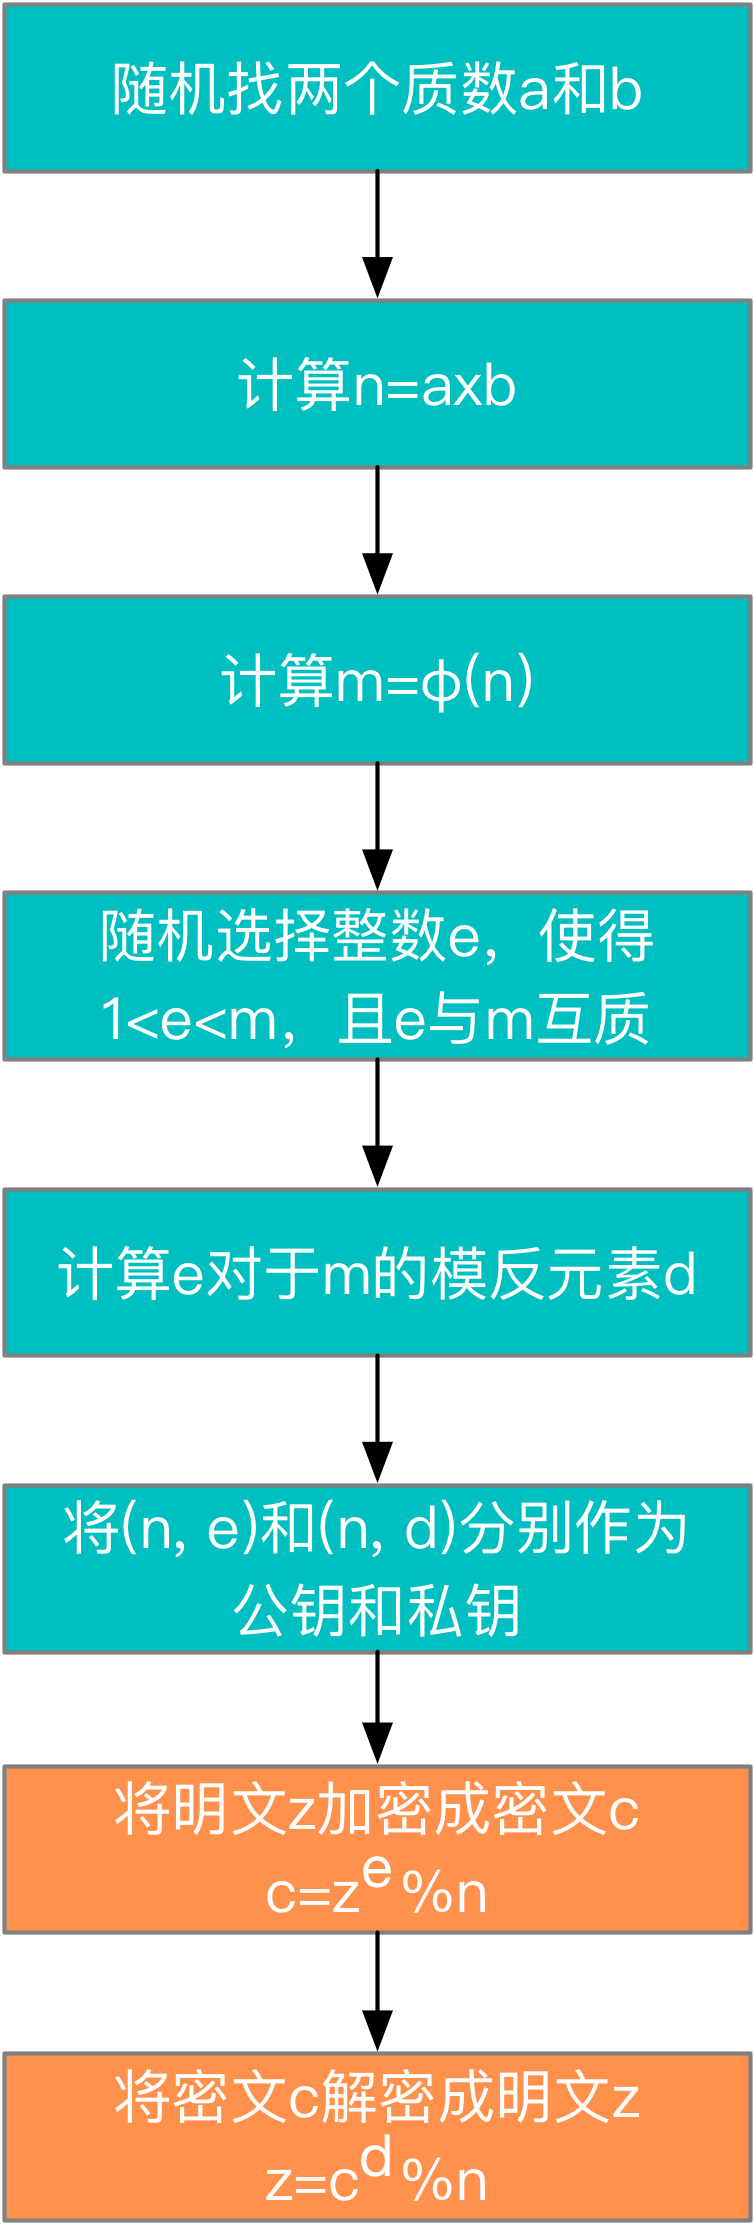 随机找两个质数a和b
计算n=axb
计算m=φ(n)
随机选择整数e，使得
1<e<m，且e与m互质
计算e对于m的模反元素d
将(n, e)和(n, d)分别作为
公钥和私钥
将明文z加密成密文c
c=z^e %n
将密文c解密成明文z
z=c^d %n